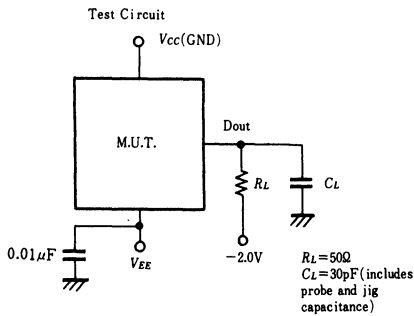 Test Circuit
Vcc(GND)
M.U.T.
Dout
RL
CL
0.01μF
VEE
−2.0V
RL=50Ω
CL=30pF(includes
probe and jig
capacitance)